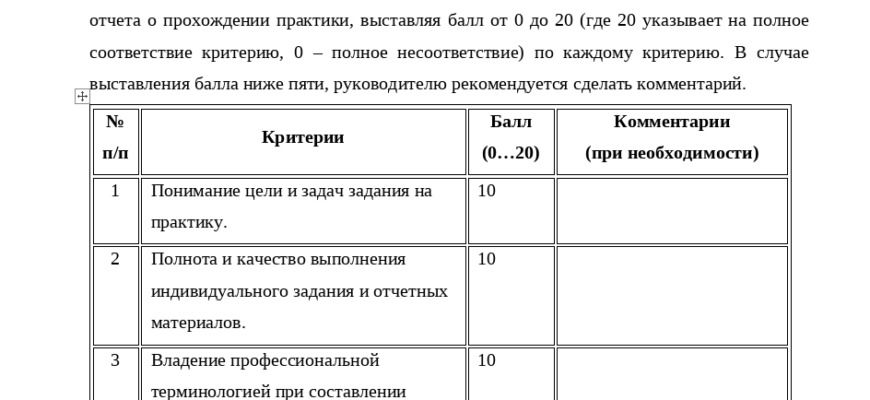 отчета о прохождении практики, выставляя балл от 0 до 20 (где 20 указывает на полное
соответствие критерию, 0 – полное несоответствие) по каждому критерию. В случае
выставления балла ниже пяти, руководителю рекомендуется сделать комментарий.
№
п/п
Критерии
Балл
(0…20)
Комментарии
(при необходимости)
1
Понимание цели и задач задания на
практику.
10
2
Полнота и качество выполнения
индивидуального задания и отчетных
материалов.
10
3
Владение профессиональной
терминологией при составлении
10